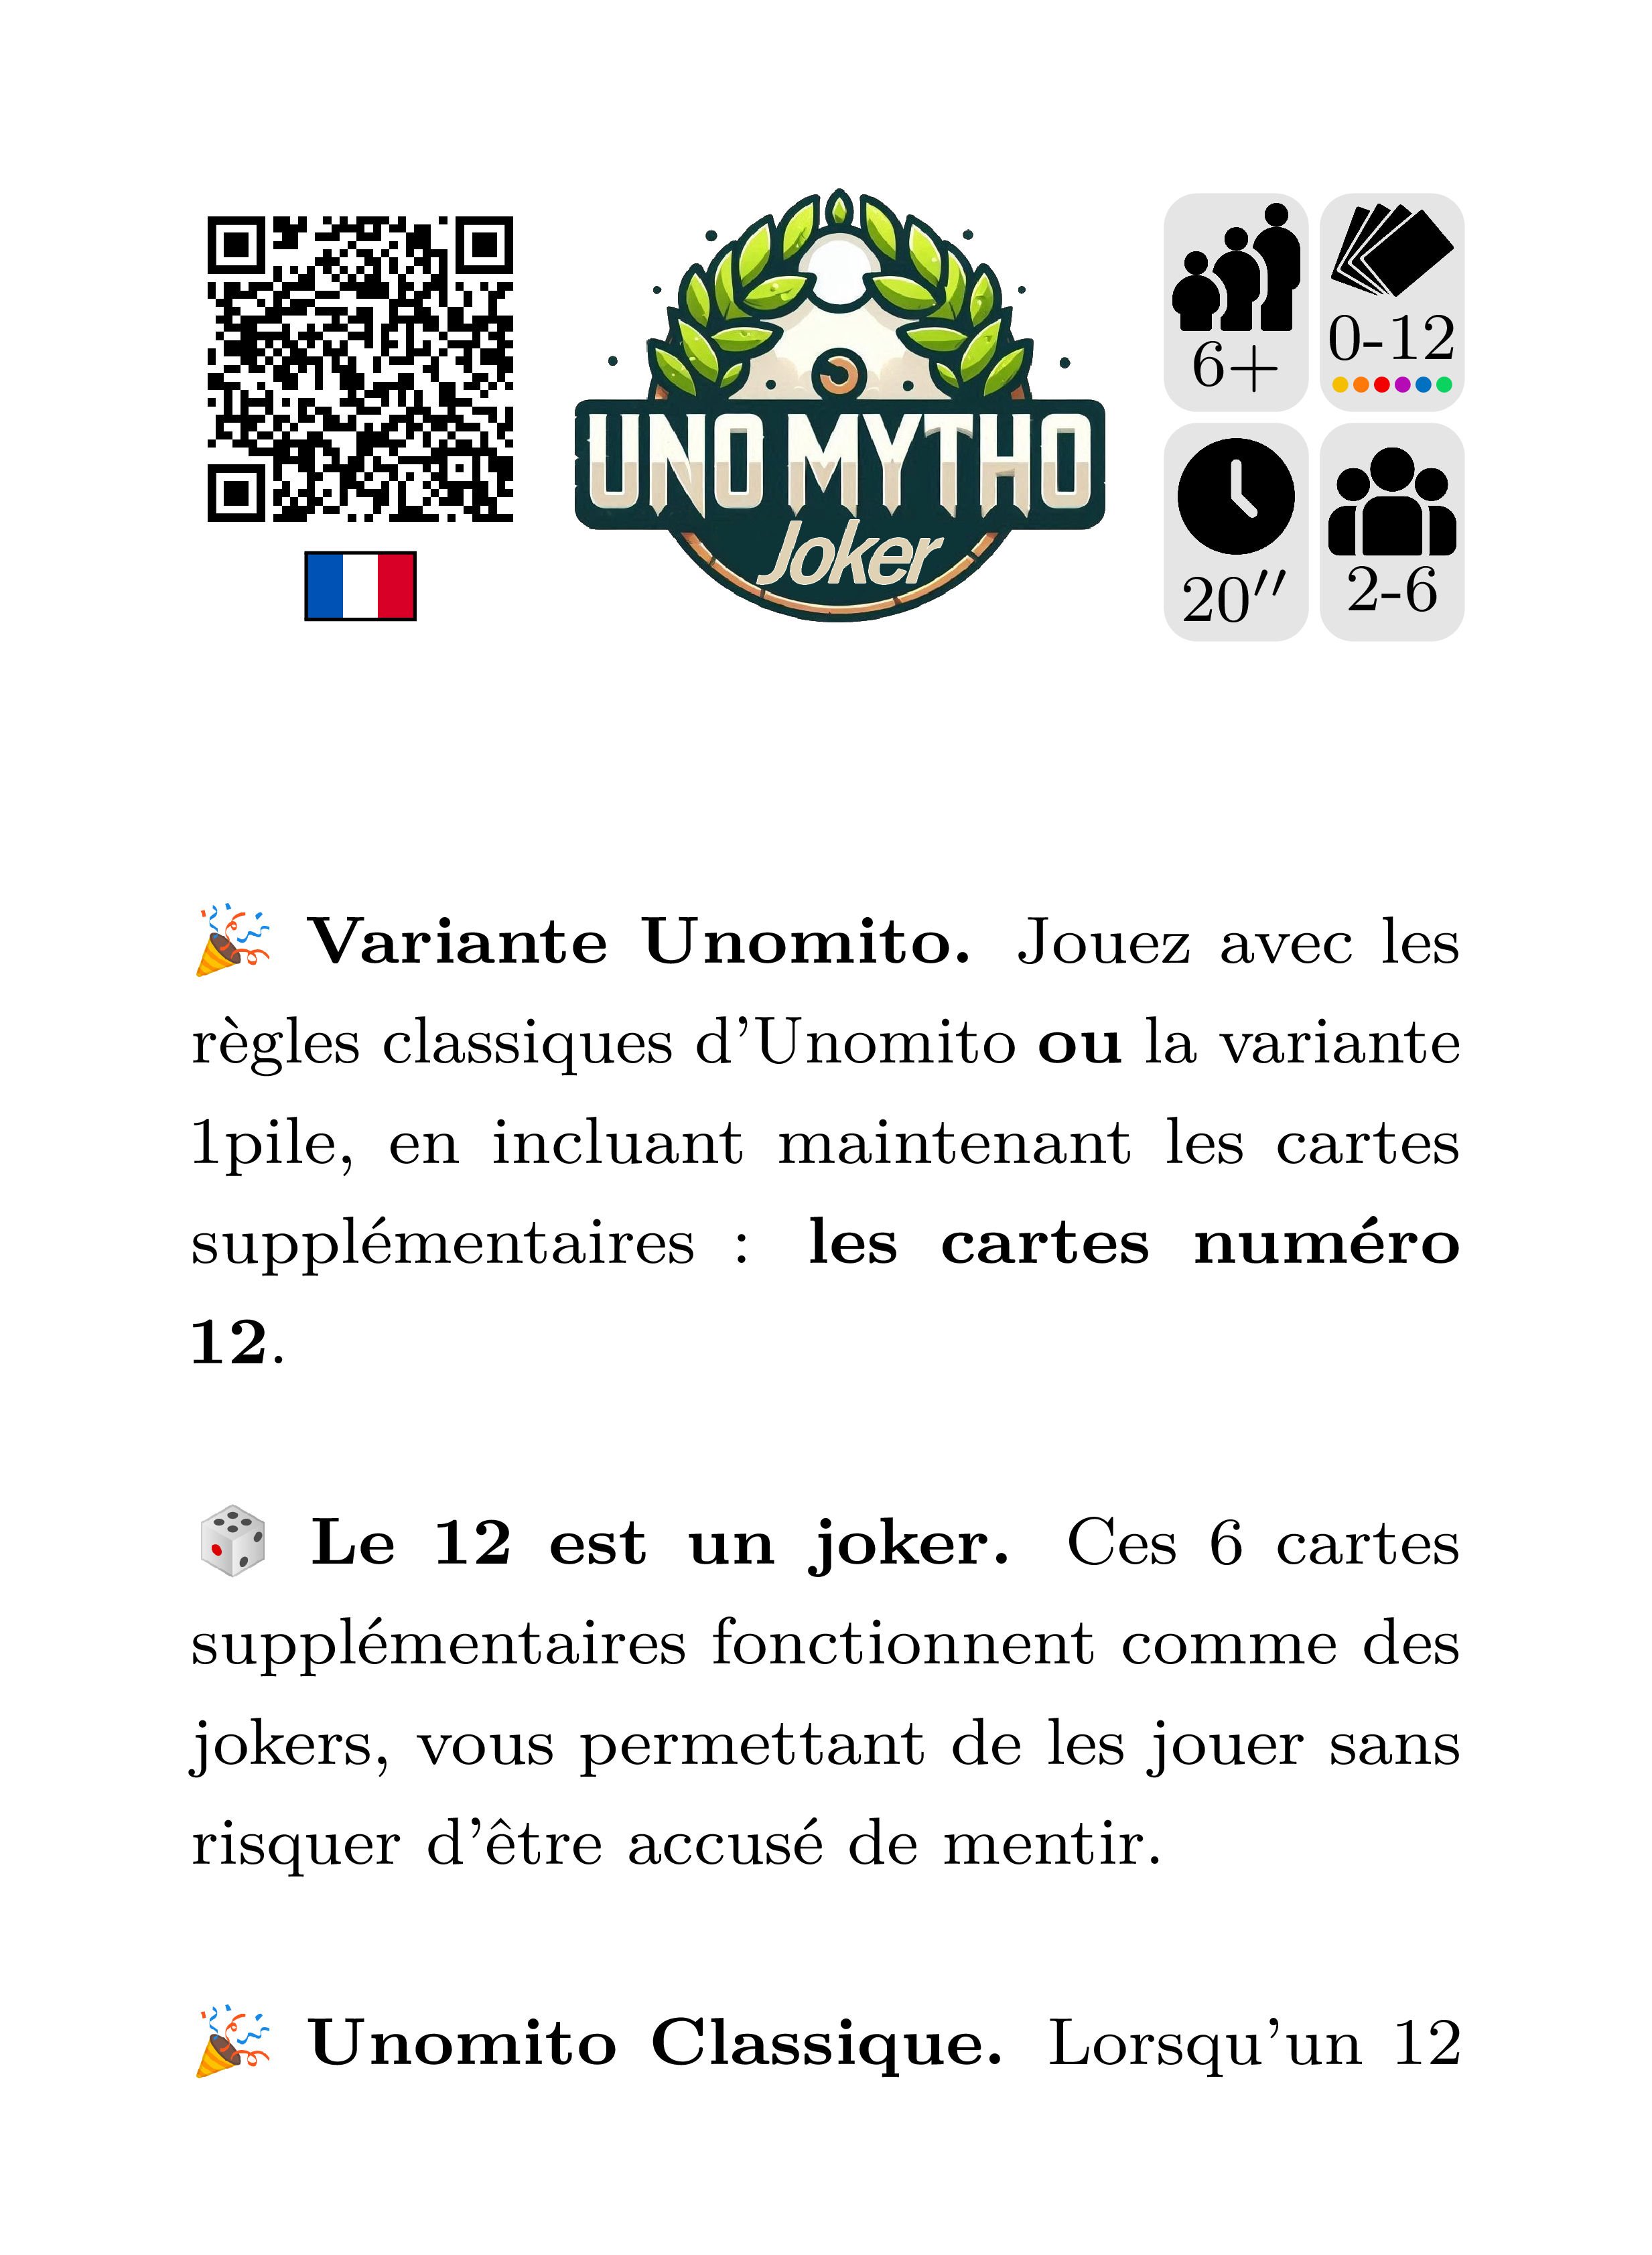 UNO MYTHO
Joker
6+
0-12
20′′
2-6
🎉 Variante Unomito. Jouez avec les
règles classiques d'Unomito ou la variante
1pile, en incluant maintenant les cartes
supplémentaires : les cartes numéro
12.
🎲 Le 12 est un joker. Ces 6 cartes
supplémentaires fonctionnent comme des
jokers, vous permettant de les jouer sans
risquer d'être accusé de mentir.
🎉 Unomito Classique. Lorsqu'un 12